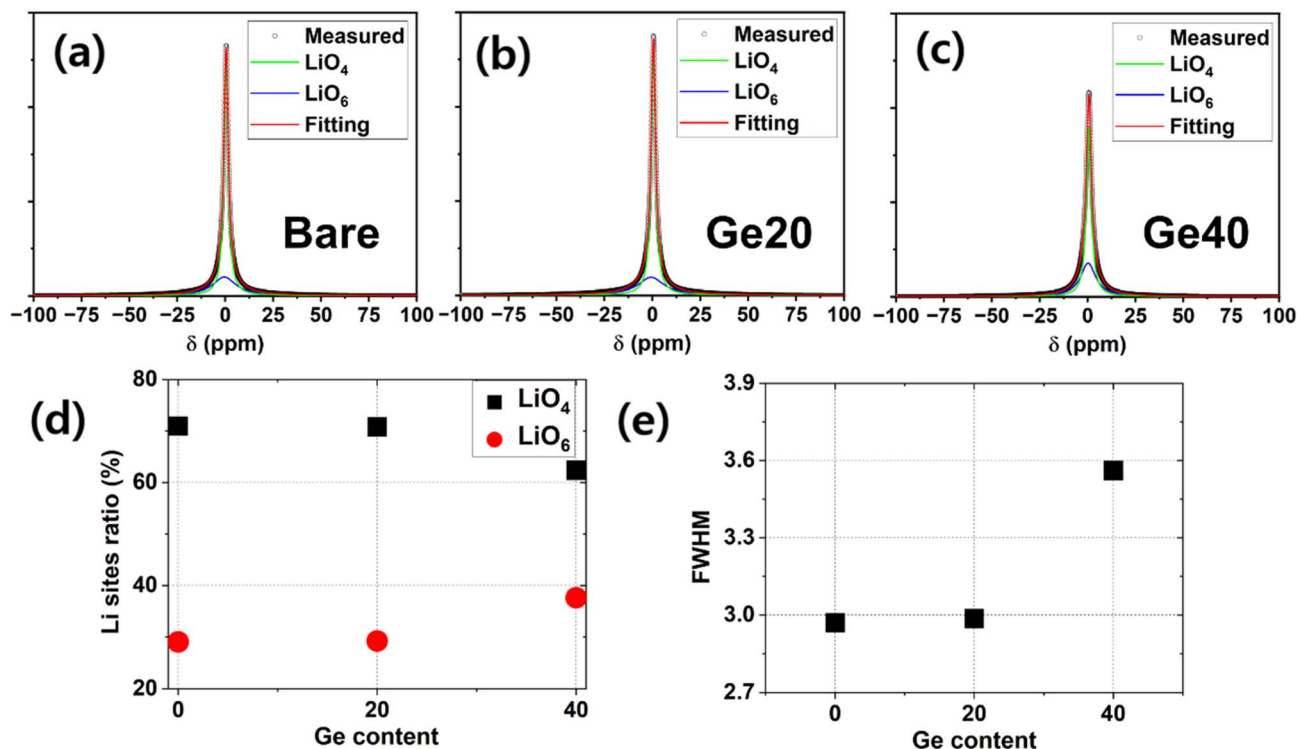 (a)
Measured
LiO₄
LiO₆
Fitting
Bare
−100 −75 −50 −25 0 25 50 75 100
δ (ppm)
(b)
Measured
LiO₄
LiO₆
Fitting
Ge20
−100 −75 −50 −25 0 25 50 75 100
δ (ppm)
(c)
Measured
LiO₄
LiO₆
Fitting
Ge40
−100 −75 −50 −25 0 25 50 75 100
δ (ppm)
(d)
LiO₄
LiO₆
Li sites ratio (%)
80
60
40
20
0 20 40
Ge content
(e)
FWHM
3.9
3.6
3.3
3.0
2.7
0 20 40
Ge content